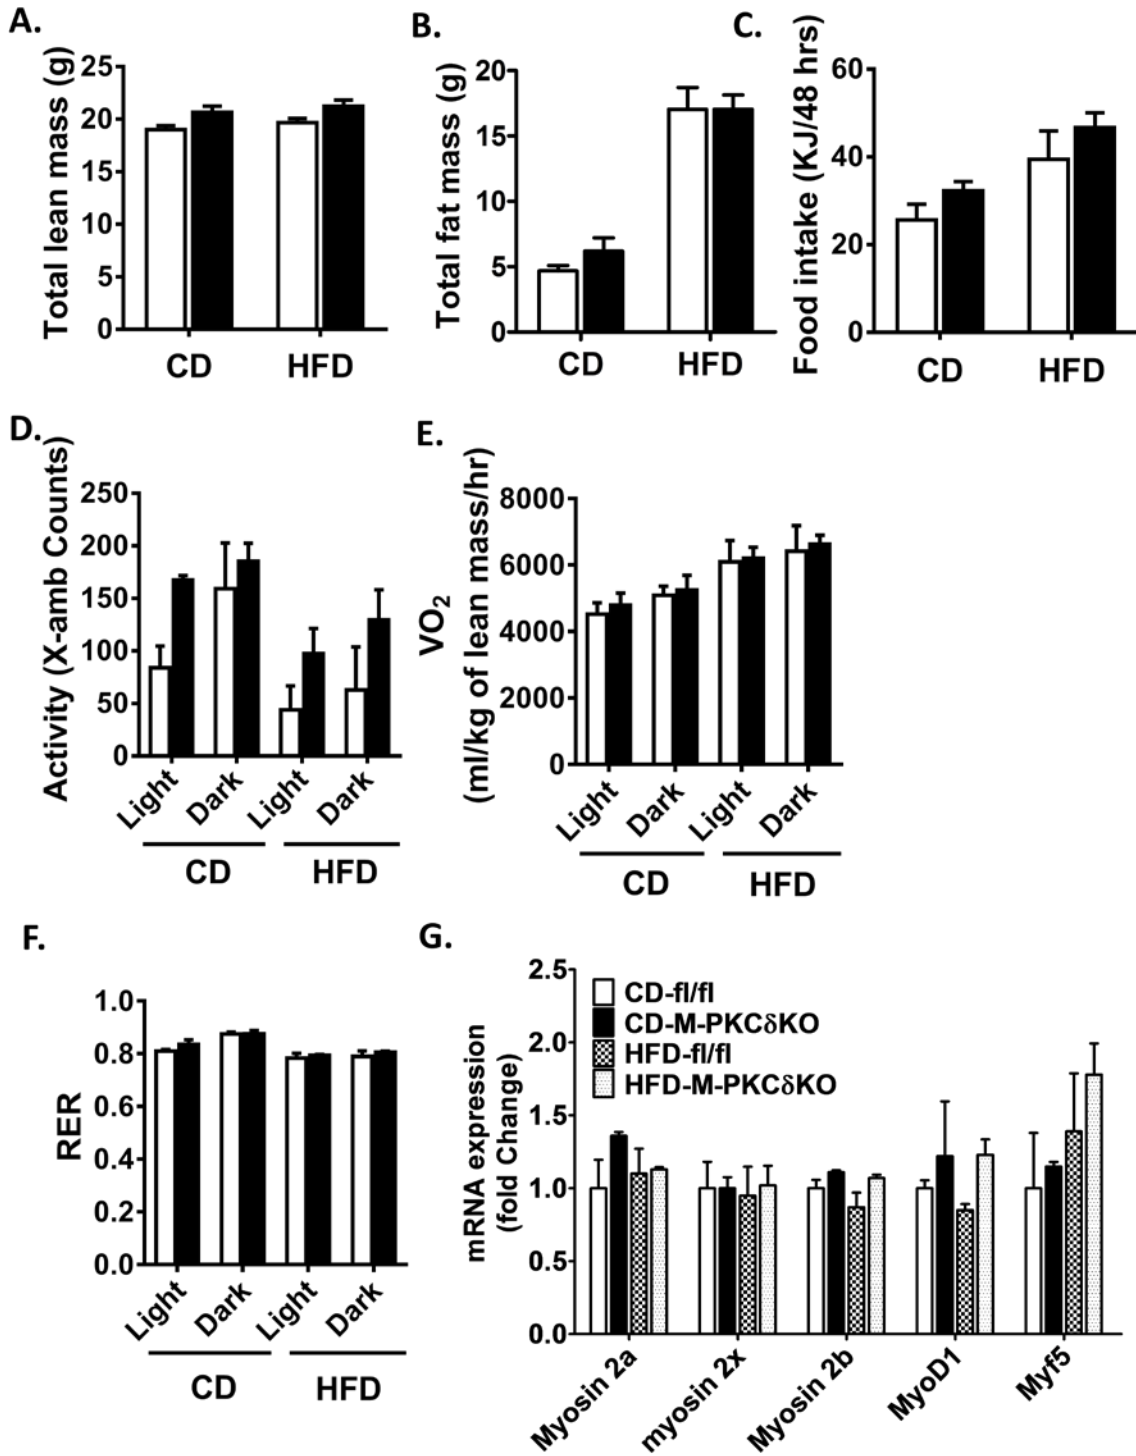 A.
Total lean mass (g)
25
20
15
10
5
0
CD HFD
B.
Total fat mass (g)
20
15
10
5
0
CD HFD
C.
Food intake (KJ/48 hrs)
60
40
20
0
CD HFD
D.
Activity (X-amb Counts)
250
200
150
100
50
0
Light Dark Light Dark
CD HFD
E.
VO2
(ml/kg of lean mass/hr)
8000
6000
4000
2000
0
Light Dark Light Dark
CD HFD
F.
RER
1.0
0.8
0.6
0.4
0.2
0.0
Light Dark Light Dark
CD HFD
G.
mRNA expression
(fold Change)
2.5
2.0
1.5
1.0
0.5
0.0
CD-fl/fl
CD-M-PKCδKO
HFD-fl/fl
HFD-M-PKCδKO
Myosin 2a myosin 2x Myosin 2b MyoD1 Myf5